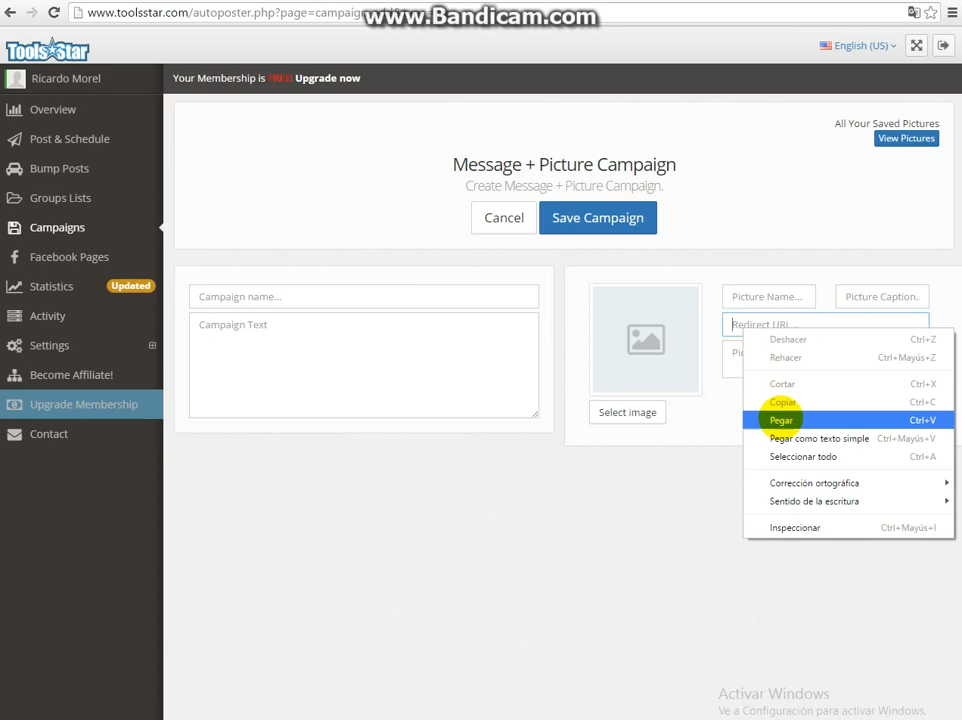 www.toolsstar.com/autoposter.php?page=campaig
www.Bandicam.com
Tools Star
English (US)
Ricardo Morel
Your Membership is FREE! Upgrade now
Overview
Post & Schedule
Bump Posts
Groups Lists
Campaigns
Facebook Pages
Statistics
Updated
Activity
Settings
Become Affiliate!
Upgrade Membership
Contact
All Your Saved Pictures
View Pictures
Message + Picture Campaign
Create Message + Picture Campaign.
Cancel
Save Campaign
Campaign name...
Campaign Text
Picture Name...
Picture Caption.
Redirect URL...
Pi
Select image
Deshacer Ctrl+Z
Rehacer Ctrl+Mayús+Z
Cortar Ctrl+X
Copiar Ctrl+C
Pegar Ctrl+V
Pegar como texto simple Ctrl+Mayús+V
Seleccionar todo Ctrl+A
Corrección ortográfica
Sentido de la escritura
Inspeccionar Ctrl+Mayús+I
Activar Windows
Ve a Configuración para activar Windows.